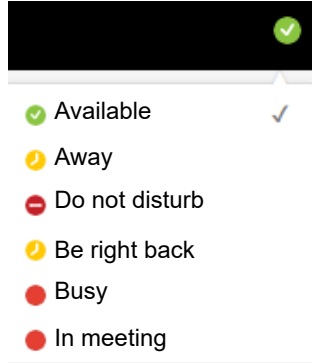 Available
Away
Do not disturb
Be right back
Busy
In meeting